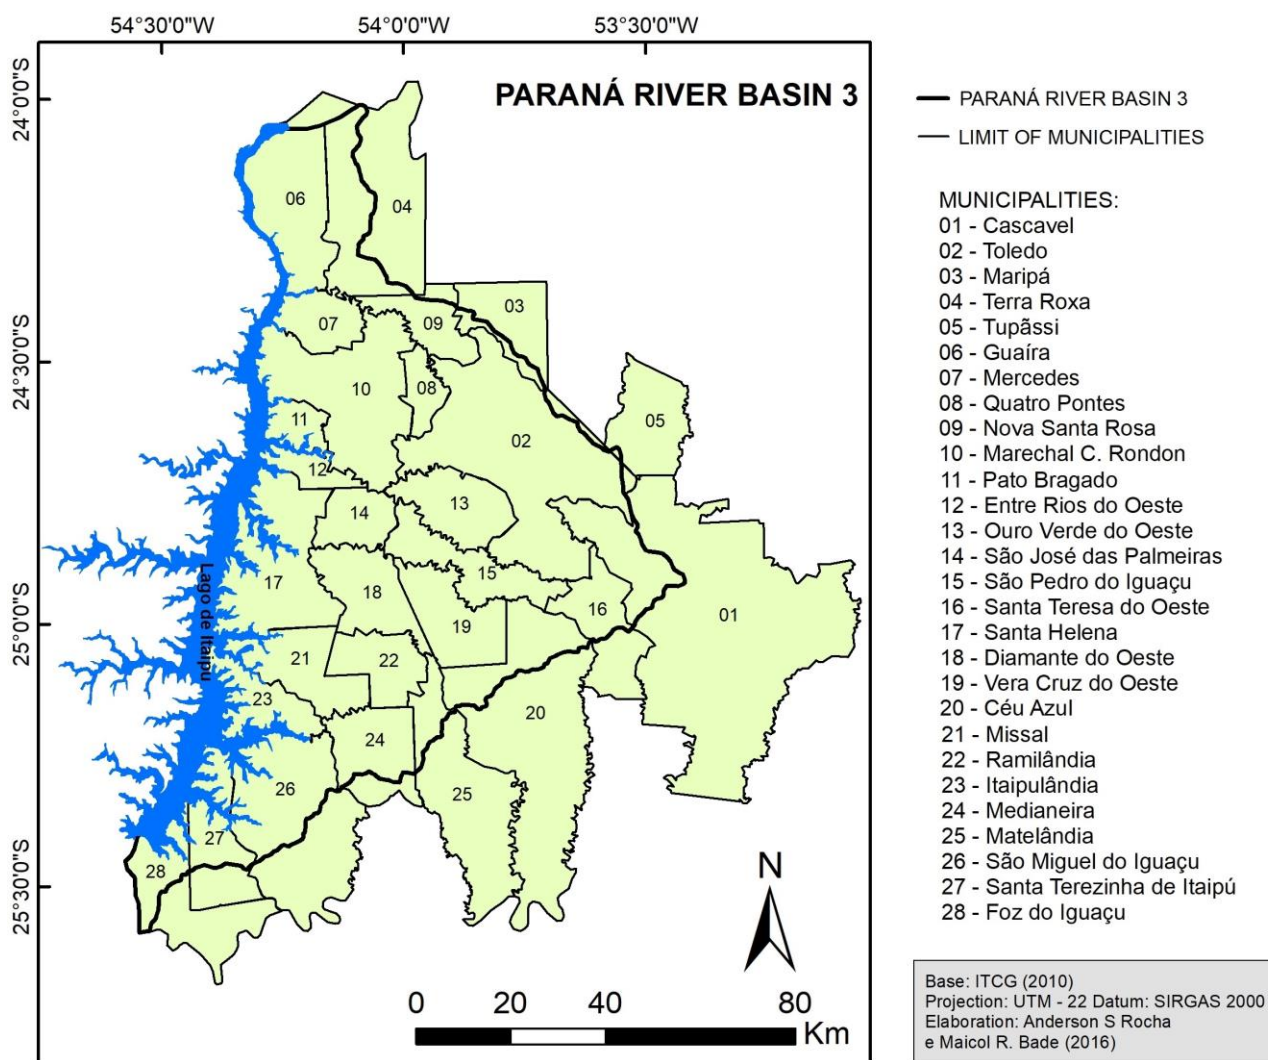 54°30'0"W 54°0'0"W 53°30'0"W
24°0'0"S
24°30'0"S
25°0'0"S
25°30'0"S
PARANÁ RIVER BASIN 3
06
04
03
07
09
10
08
11
05
02
12
13
14
15
17
18
16
01
19
21
22
23
20
24
26
25
27
28
Lago de Itaipu
N
0 20 40 80
Km
PARANÁ RIVER BASIN 3
LIMIT OF MUNICIPALITIES
MUNICIPALITIES:
01 - Cascavel
02 - Toledo
03 - Maripá
04 - Terra Roxa
05 - Tupãssi
06 - Guaíra
07 - Mercedes
08 - Quatro Pontes
09 - Nova Santa Rosa
10 - Marechal C. Rondon
11 - Pato Bragado
12 - Entre Rios do Oeste
13 - Ouro Verde do Oeste
14 - São José das Palmeiras
15 - São Pedro do Iguaçu
16 - Santa Teresa do Oeste
17 - Santa Helena
18 - Diamante do Oeste
19 - Vera Cruz do Oeste
20 - Céu Azul
21 - Missal
22 - Ramilândia
23 - Itaipulândia
24 - Medianeira
25 - Matelândia
26 - São Miguel do Iguaçu
27 - Santa Terezinha de Itaipú
28 - Foz do Iguaçu
Base: ITCG (2010)
Projection: UTM - 22 Datum: SIRGAS 2000
Elaboration: Anderson S Rocha
e Maicol R. Bade (2016)